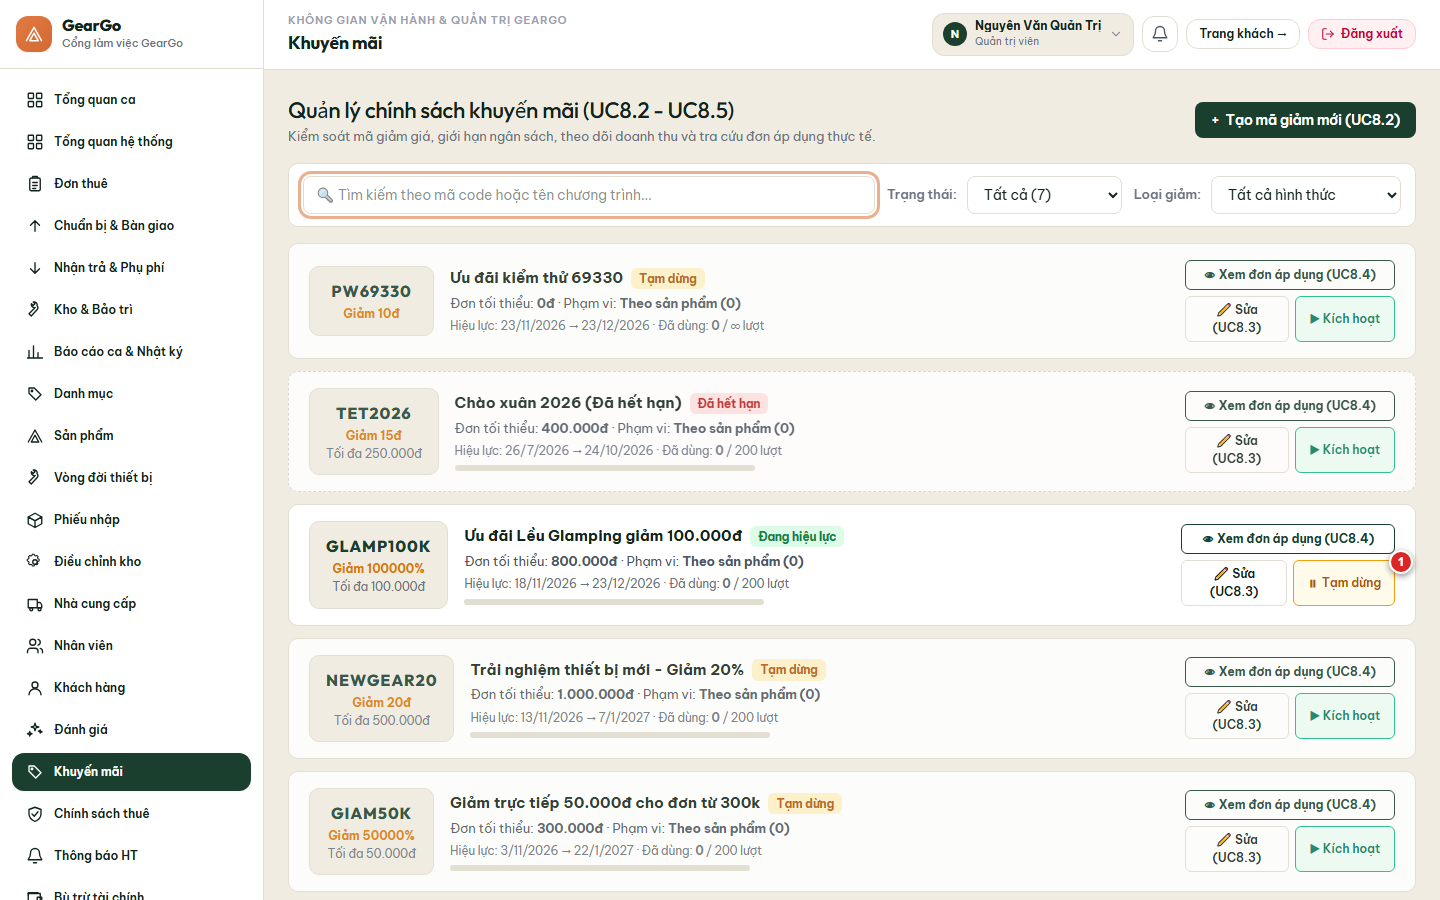 GearGo
Cổng làm việc GearGo
Tổng quan ca
Tổng quan hệ thống
Đơn thuê
Chuẩn bị & Bàn giao
Nhận trả & Phụ phí
Kho & Bảo trì
Báo cáo ca & Nhật ký
Danh mục
Sản phẩm
Vòng đời thiết bị
Phiếu nhập
Điều chỉnh kho
Nhà cung cấp
Nhân viên
Khách hàng
Đánh giá
Khuyến mãi
Chính sách thuê
Thông báo HT
Bù trừ tài chính
KHÔNG GIAN VẬN HÀNH & QUẢN TRỊ GEARGO
Khuyến mãi
N
Nguyễn Văn Quản Trị
Quản trị viên
Trang khách →
Đăng xuất
Quản lý chính sách khuyến mãi (UC8.2 - UC8.5)
Kiểm soát mã giảm giá, giới hạn ngân sách, theo dõi doanh thu và tra cứu đơn áp dụng thực tế.
+ Tạo mã giảm mới (UC8.2)
🔍 Tìm kiếm theo mã code hoặc tên chương trình...
Trạng thái: Tất cả (7)
Loại giảm: Tất cả hình thức
PW69330
Giảm 10đ
Ưu đãi kiểm thử 69330 Tạm dừng
Đơn tối thiểu: 0đ · Phạm vi: Theo sản phẩm (0)
Hiệu lực: 23/11/2026 → 23/12/2026 · Đã dùng: 0 / ∞ lượt
👁 Xem đơn áp dụng (UC8.4)
✏️ Sửa (UC8.3)
▶ Kích hoạt
TET2026
Giảm 15đ
Tối đa 250.000đ
Chào xuân 2026 (Đã hết hạn) Đã hết hạn
Đơn tối thiểu: 400.000đ · Phạm vi: Theo sản phẩm (0)
Hiệu lực: 26/7/2026 → 24/10/2026 · Đã dùng: 0 / 200 lượt
👁 Xem đơn áp dụng (UC8.4)
✏️ Sửa (UC8.3)
▶ Kích hoạt
GLAMP100K
Giảm 100000%
Tối đa 100.000đ
Ưu đãi Lều Glamping giảm 100.000đ Đang hiệu lực
Đơn tối thiểu: 800.000đ · Phạm vi: Theo sản phẩm (0)
Hiệu lực: 18/11/2026 → 23/12/2026 · Đã dùng: 0 / 200 lượt
👁 Xem đơn áp dụng (UC8.4)
✏️ Sửa (UC8.3)
⏸ Tạm dừng
1
NEWGEAR20
Giảm 20đ
Tối đa 500.000đ
Trải nghiệm thiết bị mới - Giảm 20% Tạm dừng
Đơn tối thiểu: 1.000.000đ · Phạm vi: Theo sản phẩm (0)
Hiệu lực: 13/11/2026 → 7/1/2027 · Đã dùng: 0 / 200 lượt
👁 Xem đơn áp dụng (UC8.4)
✏️ Sửa (UC8.3)
▶ Kích hoạt
GIAM50K
Giảm 50000%
Tối đa 50.000đ
Giảm trực tiếp 50.000đ cho đơn từ 300k Tạm dừng
Đơn tối thiểu: 300.000đ · Phạm vi: Theo sản phẩm (0)
Hiệu lực: 3/11/2026 → 22/1/2027 · Đã dùng: 0 / 200 lượt
👁 Xem đơn áp dụng (UC8.4)
✏️ Sửa (UC8.3)
▶ Kích hoạt